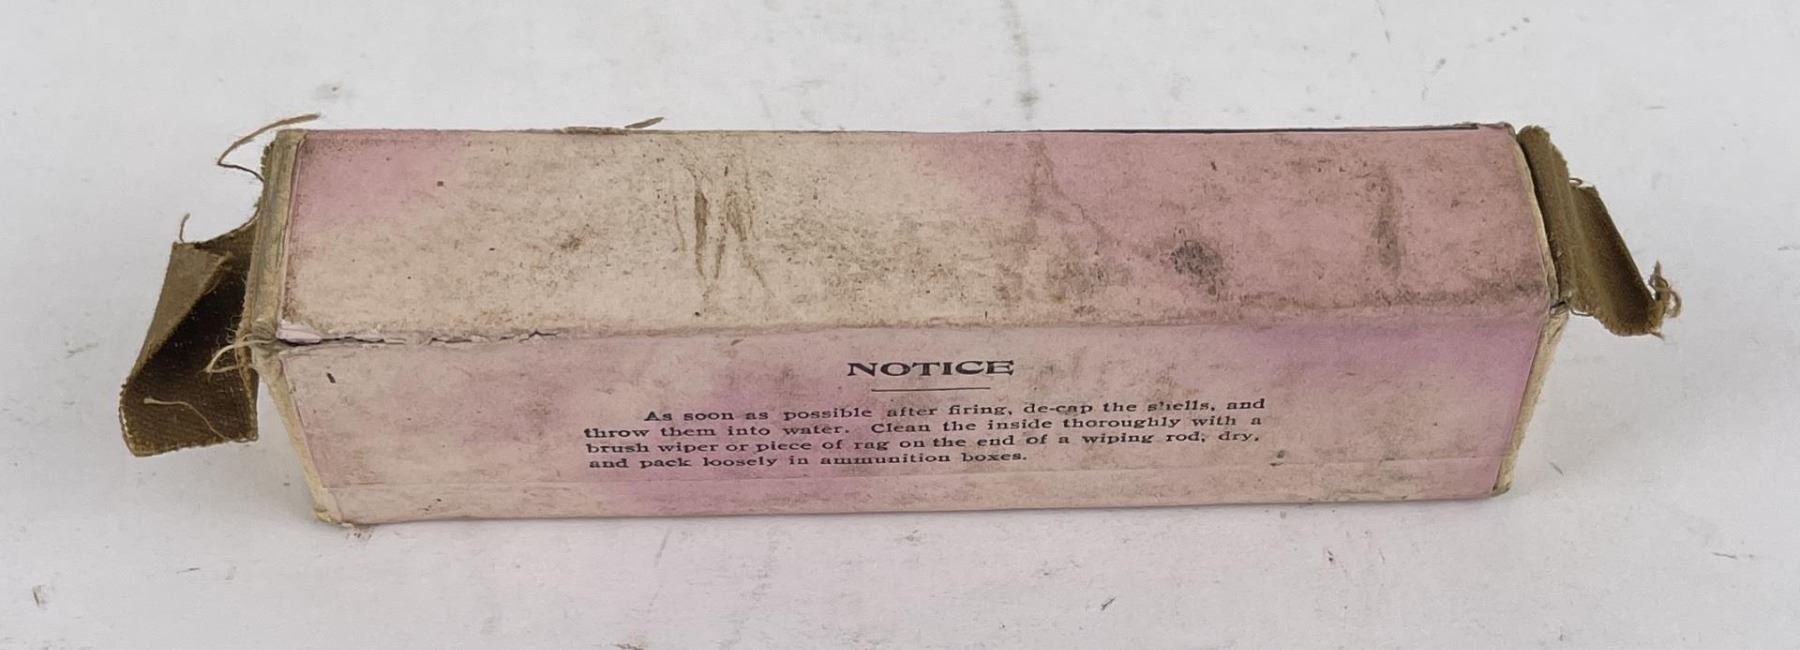 NOTICE
As soon as possible after firing, de-cap the shells, and
throw them into water. Clean the inside thoroughly with a
brush wiper or piece of rag on the end of a wiping rod, dry,
and pack loosely in ammunition boxes.